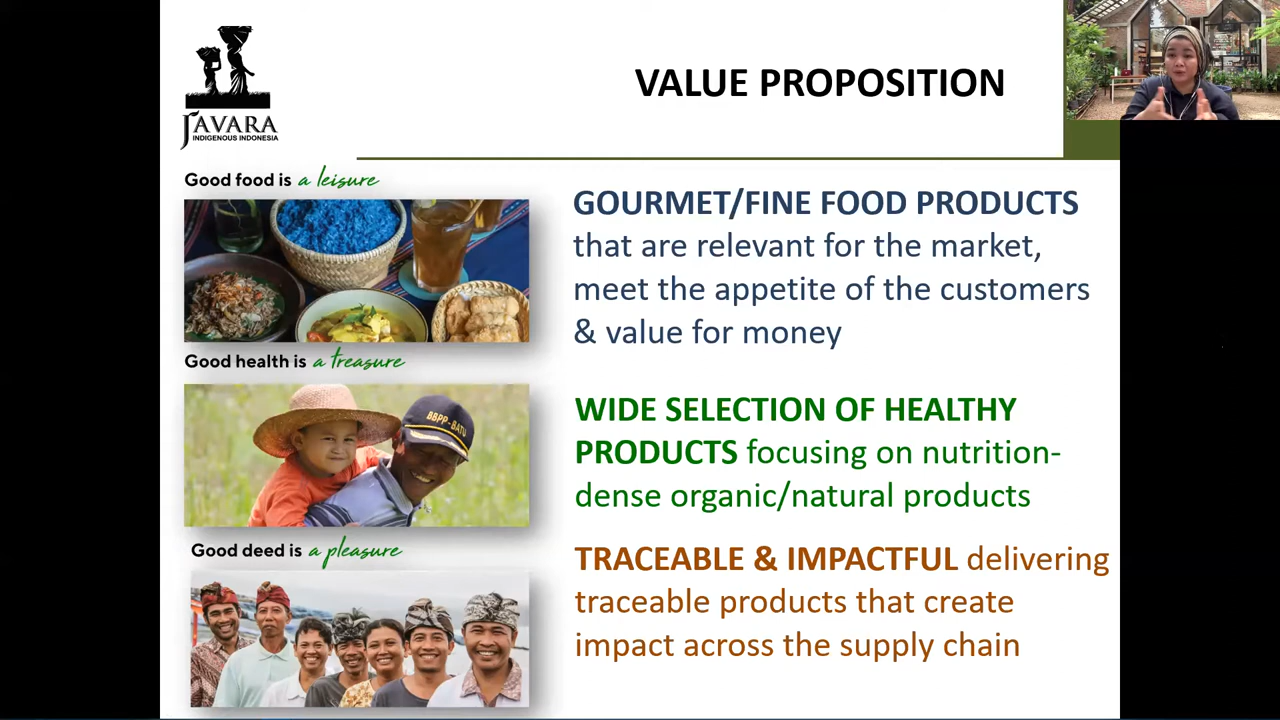 JAVARA
INDIGENOUS INDONESIA
VALUE PROPOSITION
Good food is a leisure
GOURMET/FINE FOOD PRODUCTS
that are relevant for the market,
meet the appetite of the customers
& value for money
Good health is a treasure
BBPP-BATU
WIDE SELECTION OF HEALTHY
PRODUCTS focusing on nutrition-
dense organic/natural products
Good deed is a pleasure
TRACEABLE & IMPACTFUL delivering
traceable products that create
impact across the supply chain